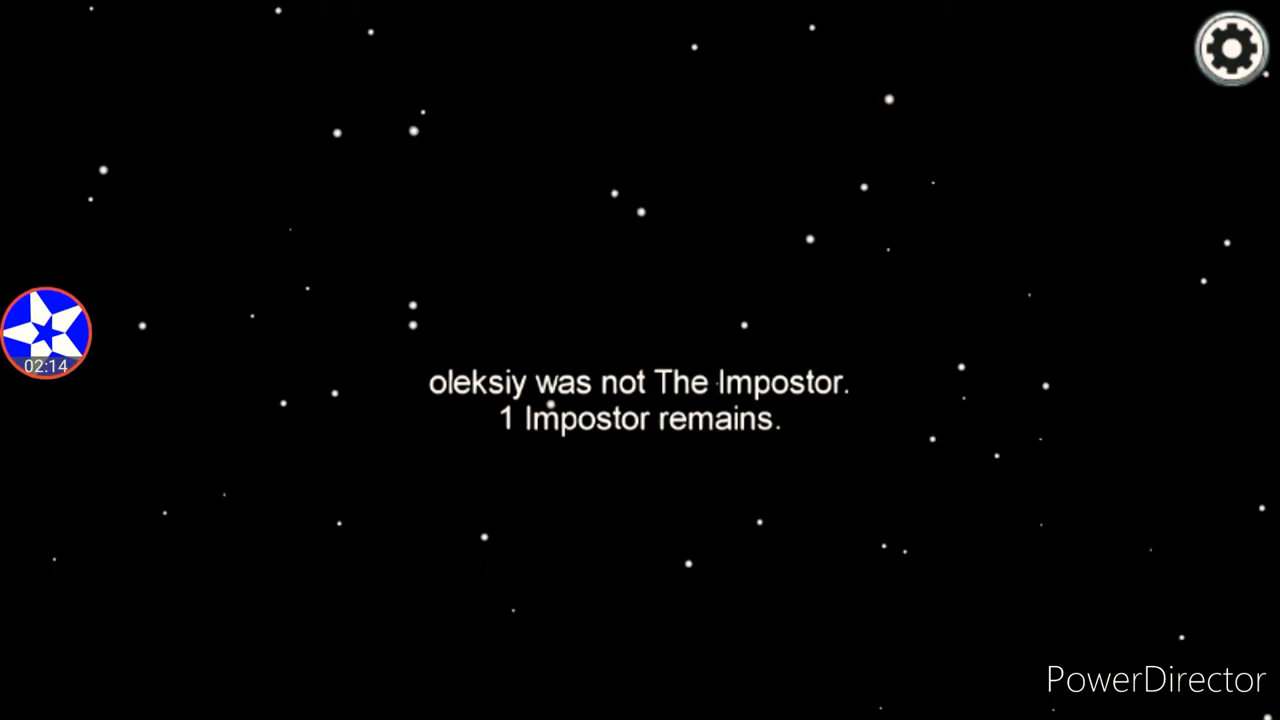 02:14
oleksiy was not The Impostor.
1 Impostor remains.
PowerDirector